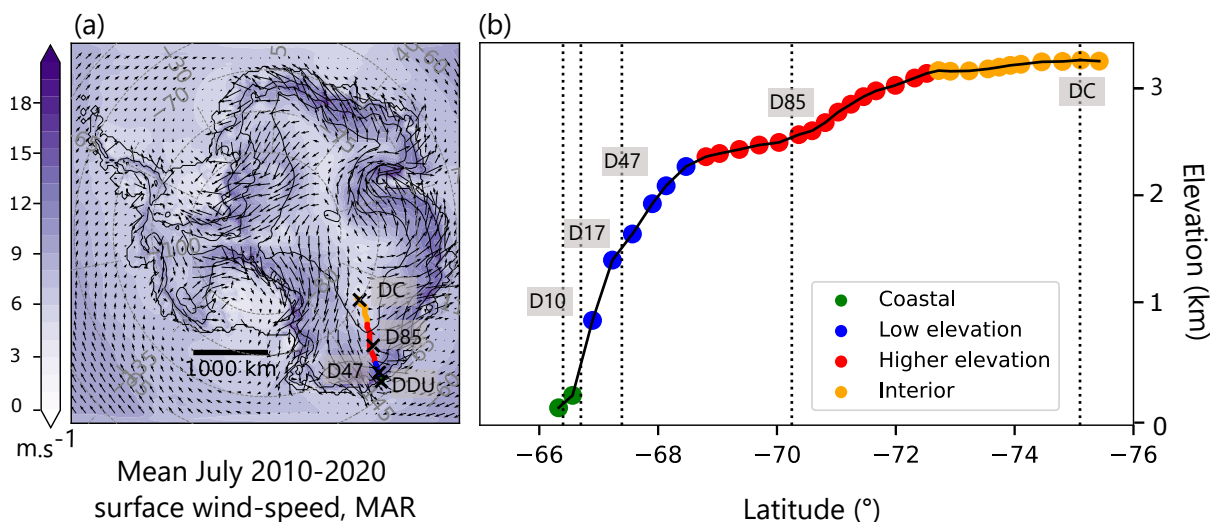 (a)
(b)
18
15
12
9
6
3
0
m.s⁻¹
DC
D85
D47
DDU
1000 km
Mean July 2010-2020
surface wind-speed, MAR
D10
D17
D47
D85
DC
Coastal
Low elevation
Higher elevation
Interior
3
2
1
0
Elevation (km)
−66
−68
−70
−72
−74
−76
Latitude (°)